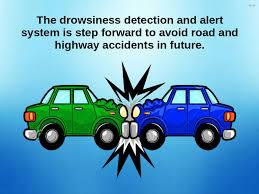 The drowsiness detection and alert
system is step forward to avoid road and
highway accidents in future.